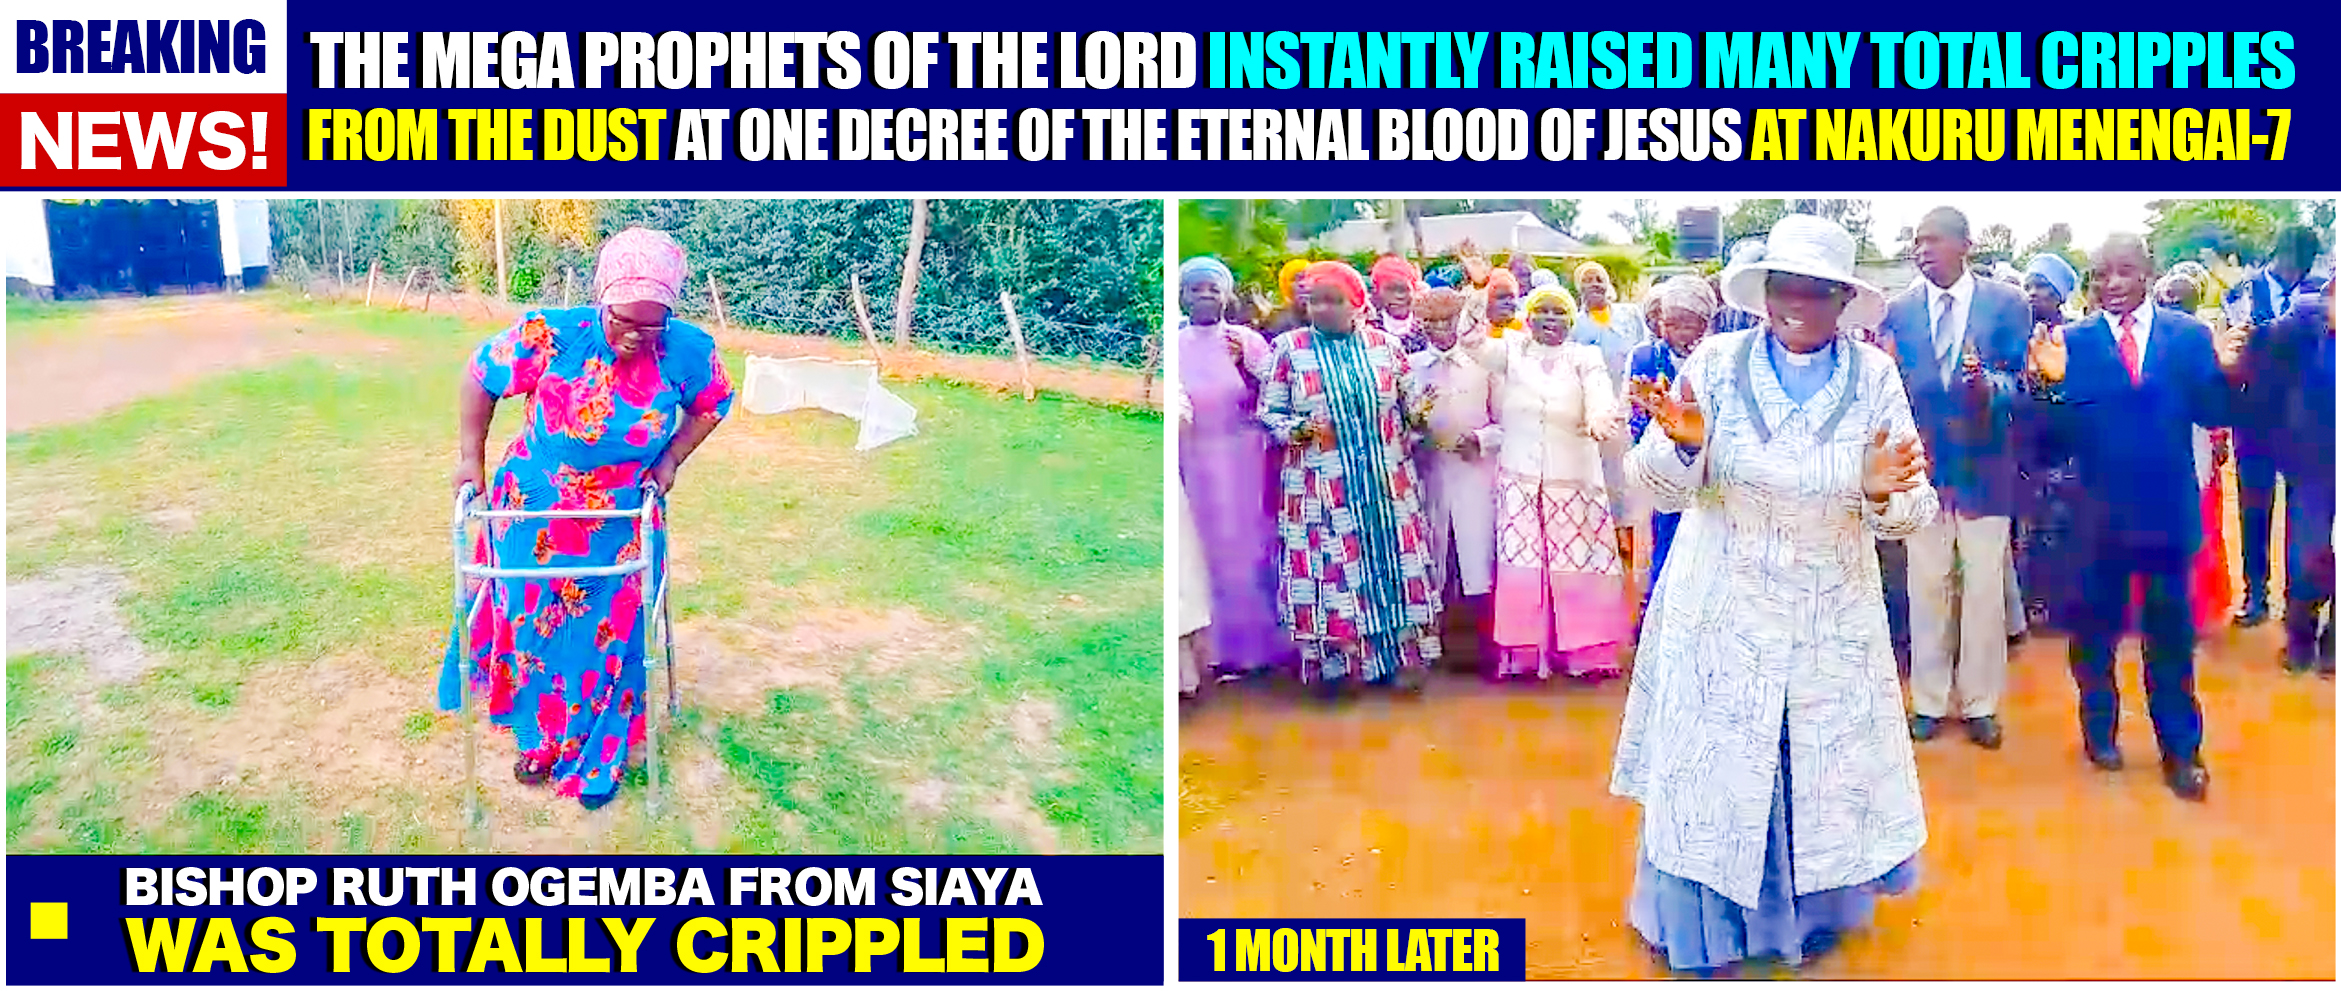 BREAKING
NEWS!
THE MEGA PROPHETS OF THE LORD INSTANTLY RAISED MANY TOTAL CRIPPLES
FROM THE DUST AT ONE DECREE OF THE ETERNAL BLOOD OF JESUS AT NAKURU MENENGAI-7
BISHOP RUTH OGEMBA FROM SIAYA
WAS TOTALLY CRIPPLED
1 MONTH LATER